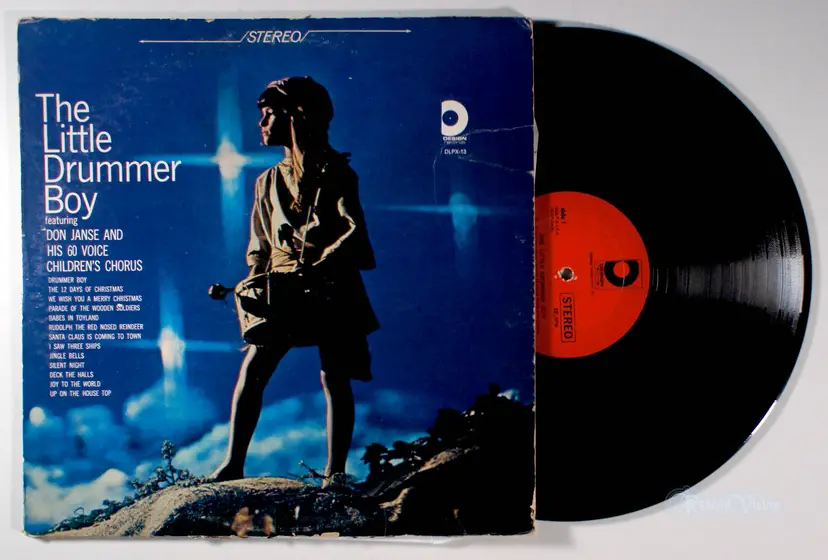 STEREO
The
Little
Drummer
Boy
featuring
DON JANSE AND
HIS 60 VOICE
CHILDREN'S CHORUS
DRUMMER BOY
THE 12 DAYS OF CHRISTMAS
WE WISH YOU A MERRY CHRISTMAS
PARADE OF THE WOODEN SOLDIERS
BABES IN TOYLAND
RUDOLPH THE RED NOSED REINDEER
SANTA CLAUS IS COMING TO TOWN
I SAW THREE SHIPS
JINGLE BELLS
SILENT NIGHT
DECK THE HALLS
JOY TO THE WORLD
UP ON THE HOUSE TOP
DESIGN
DLPX-13
side 1
DESIGN
STEREO